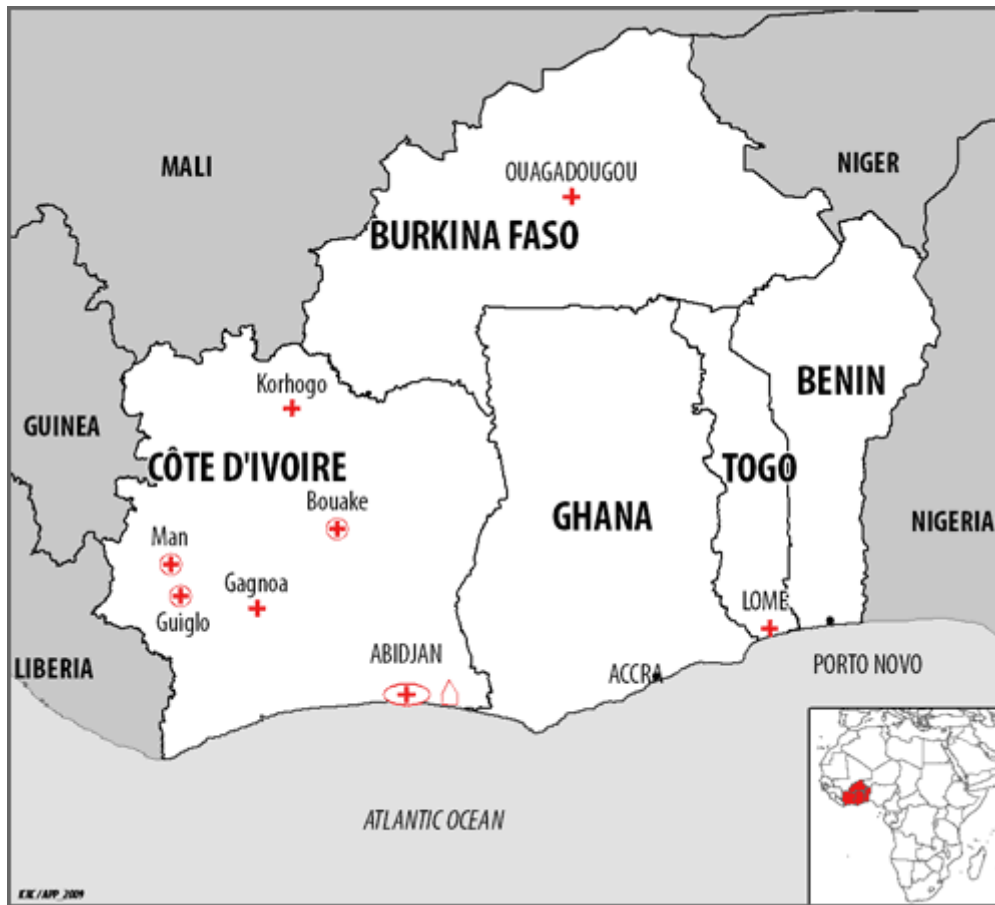 MALI
NIGER
OUAGADOUGOU
BURKINA FASO
Korhogo
BENIN
GUINEA
CÔTE D'IVOIRE
TOGO
Bouake
GHANA
NIGERIA
Man
Gagnoa
Guiglo
LOME
LIBERIA
ABIDJAN
ACCRA
PORTO NOVO
ATLANTIC OCEAN